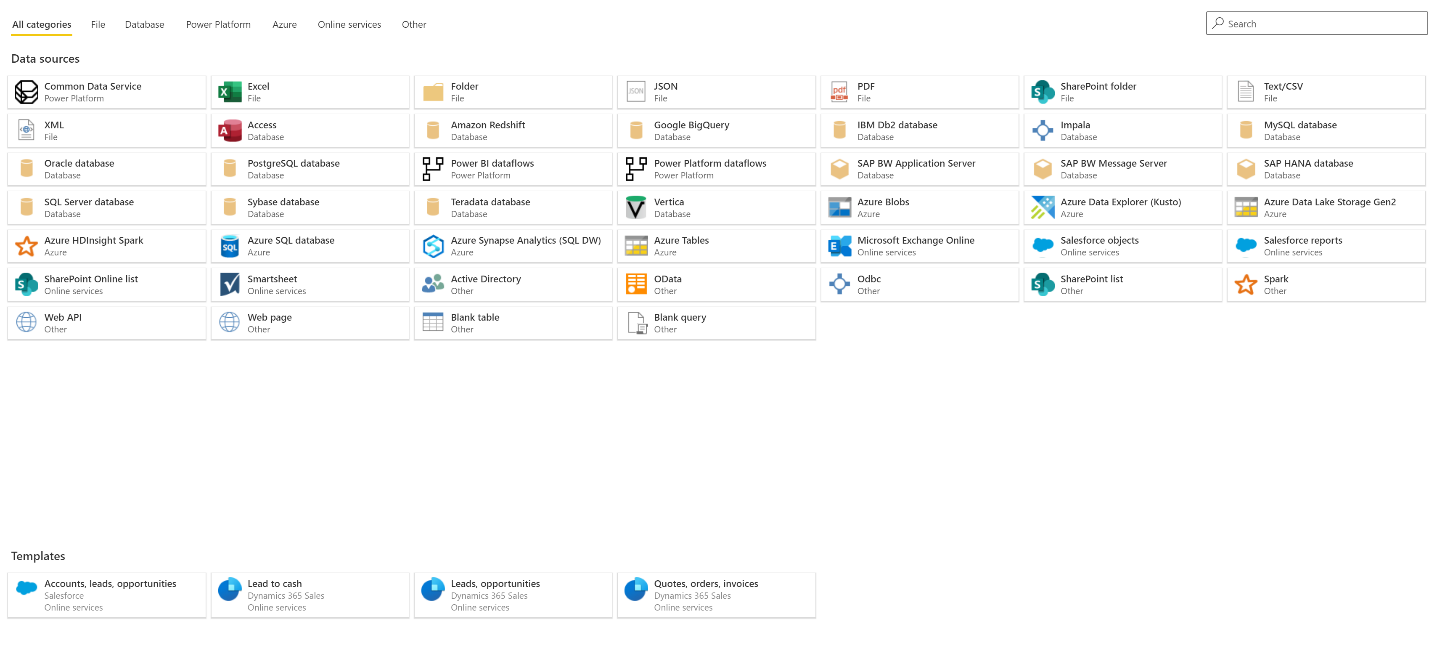 All categories File Database Power Platform Azure Online services Other Search
Data sources
Common Data Service Excel Folder JSON PDF SharePoint folder Text/CSV
Power Platform File File JSON File pdf File File File
XML Access Amazon Redshift Google BigQuery IBM Db2 database Impala MySQL database
File Database Database Database Database Database Database
Oracle database PostgreSQL database Power BI dataflows Power Platform dataflows SAP BW Application Server SAP BW Message Server SAP HANA database
Database Database Power Platform Power Platform Database Database Database
SQL Server database Sybase database Teradata database Vertica Azure Blobs Azure Data Explorer (Kusto) Azure Data Lake Storage Gen2
Database Database Database Database Azure Azure Azure
Azure HDInsight Spark Azure SQL database Azure Synapse Analytics (SQL DW) Azure Tables Microsoft Exchange Online Salesforce objects Salesforce reports
Azure SQL Azure Azure Azure Online services Online services Online services
SharePoint Online list Smartsheet Active Directory OData Odbc SharePoint list Spark
Online services Online services Other Other Other Other Other
Web API Web page Blank table Blank query
Other Other Other Other
Templates
Accounts, leads, opportunities Lead to cash Leads, opportunities Quotes, orders, invoices
Salesforce Dynamics 365 Sales Dynamics 365 Sales Dynamics 365 Sales
Online services Online services Online services Online services